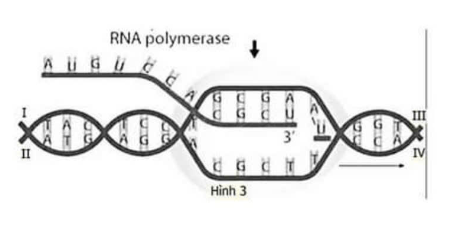 RNA polymerase
A U G U
I III
T A C T C C
A T G A G G A
G C G A A
C G C U U
3'
C G C T T
G G T
C C A
II IV
Hình 3